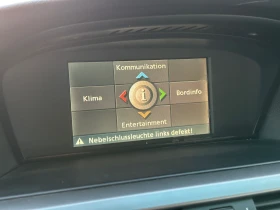 Kommunikation
Klima
i
Bordinfo
Entertainment
Nebelschlussleuchte links defekt!